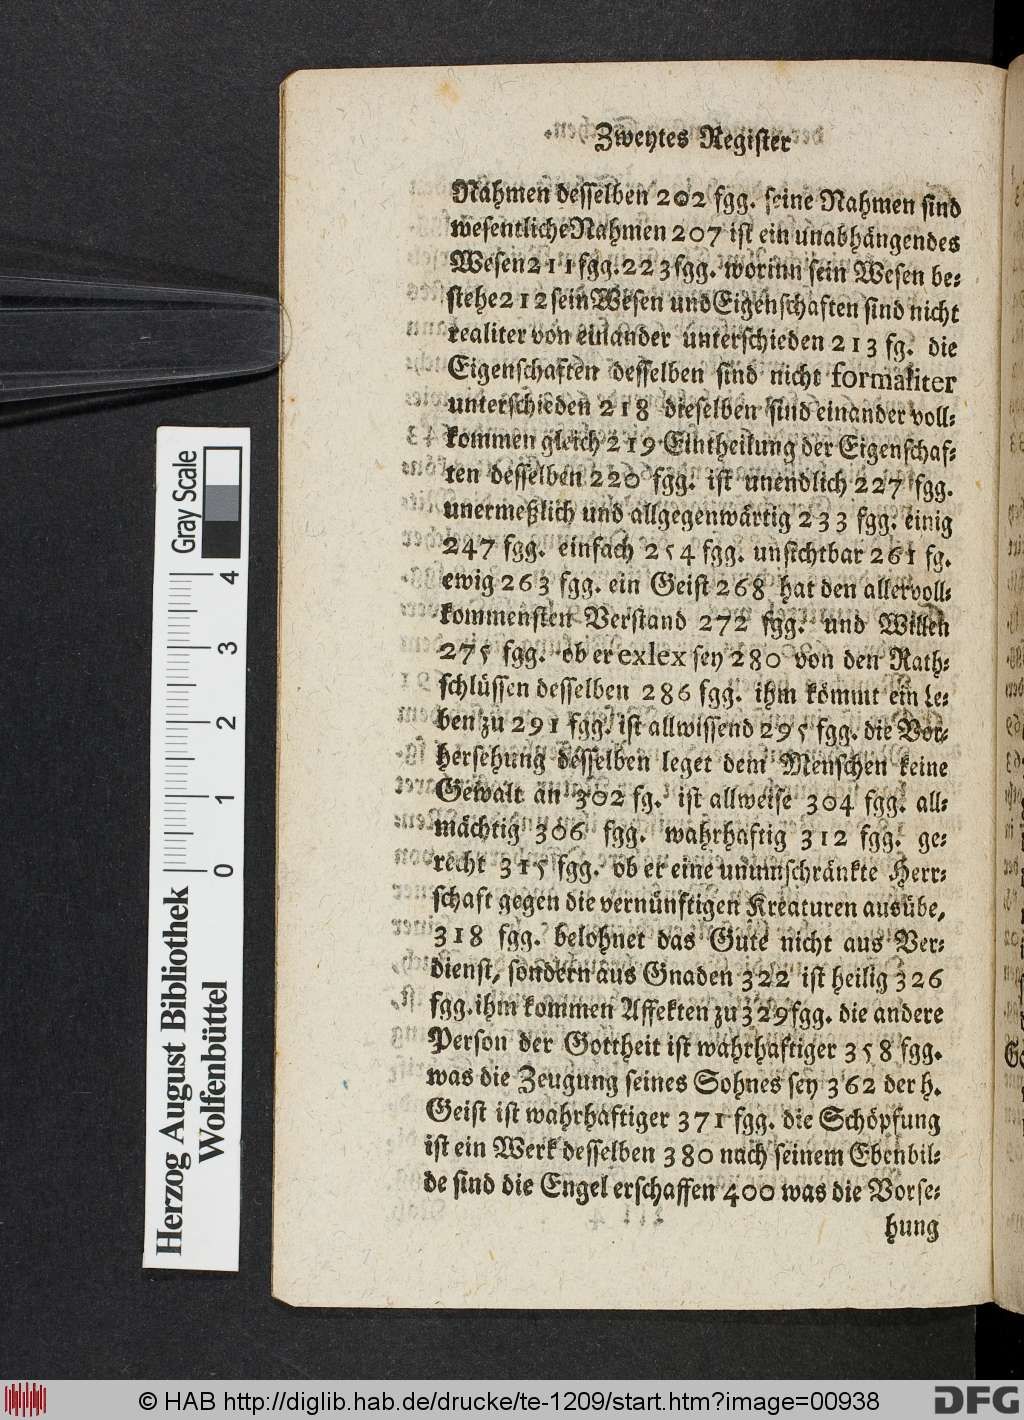 Zweytes Register
Nahmen desselben 202 fgg. seine Nahmen sind
wesentliche Nahmen 207 ist ein unabhängendes
Wesen 211 fgg. 223 fgg. worinn sein Wesen be-
stehe 212 sein Wesen und Eigenschaften sind nicht
realiter von einander unterschieden 213 fg. die
Eigenschaften desselben sind nicht formaliter
unterschieden 218 dieselben sind einander voll-
kommen gleich 219 Eintheilung der Eigenschaf-
ten desselben 220 fgg. ist unendlich 227 fgg.
unermeßlich und allgegenwärtig 233 fgg. einig
247 fgg. einfach 254 fgg. unsichtbar 261 fg.
ewig 263 fgg. ein Geist 268 hat den allervoll-
kommensten Verstand 272 fgg. und Willen
275 fgg. ob er exlex sey 280 von den Rath-
schlüssen desselben 286 fgg. ihm kömmt ein Le-
ben zu 291 fgg. ist allwissend 295 fgg. die Vor-
hersehung desselben leget dem Menschen keine
Gewalt an 302 fg. ist allweise 304 fgg. all-
mächtig 306 fgg. wahrhaftig 312 fgg. ge-
recht 315 fgg. ob er eine unumschränkte Herr-
schaft gegen die vernünftigen Kreaturen ausübe,
318 fgg. belohnet das Gute nicht aus Ver-
dienst, sondern aus Gnaden 322 ist heilig 326
fgg. ihm kommen Affekten zu 329 fgg. die andere
Person der Gottheit ist wahrhaftiger 358 fgg.
was die Zeugung seines Sohnes sey 362 der h.
Geist ist wahrhaftiger 371 fgg. die Schöpfung
ist ein Werk desselben 380 nach seinem Ebenbil-
de sind die Engel erschaffen 400 was die Vorse-
hung
Herzog August Bibliothek
Wolfenbüttel
0 1 2 3 4
Gray Scale
© HAB http://diglib.hab.de/drucke/te-1209/start.htm?image=00938
DFG